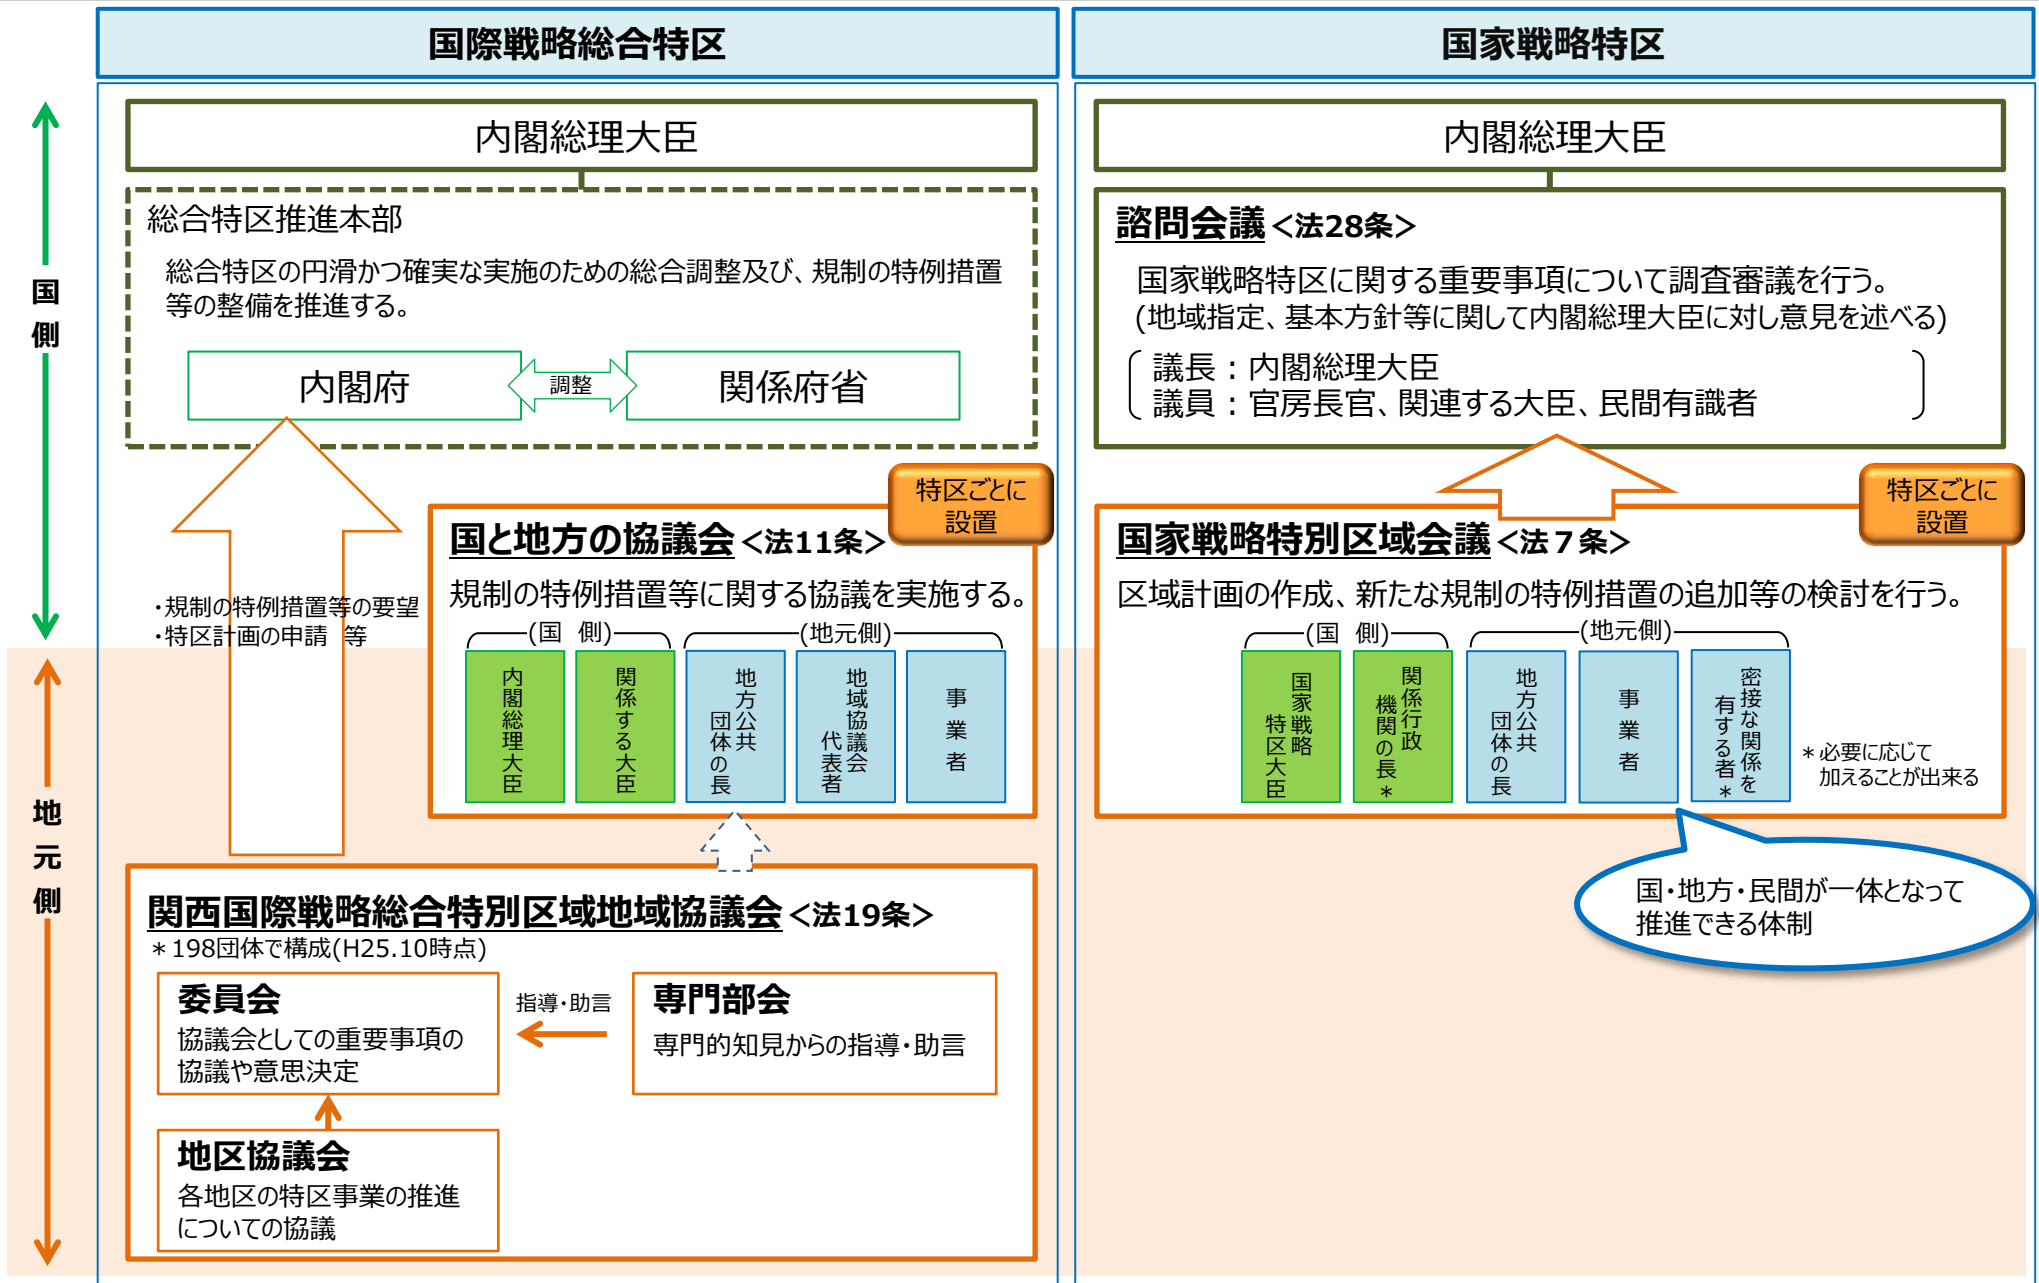 国際戦略総合特区
国家戦略特区
国側
地元側
内閣総理大臣
総合特区推進本部
総合特区の円滑かつ確実な実施のための総合調整及び、規制の特例措置
等の整備を推進する。
内閣府
調整
関係府省
・規制の特例措置等の要望
・特区計画の申請　等
特区ごとに
設置
国と地方の協議会<法11条>
規制の特例措置等に関する協議を実施する。
(国　側)
(地元側)
内閣総理大臣
関係する大臣
地方公共
団体の長
地域協議会
代表者
事業者
関西国際戦略総合特別区域地域協議会<法19条>
＊198団体で構成(H25.10時点)
委員会
協議会としての重要事項の
協議や意思決定
指導・助言
専門部会
専門的知見からの指導・助言
地区協議会
各地区の特区事業の推進
についての協議
内閣総理大臣
諮問会議<法28条>
国家戦略特区に関する重要事項について調査審議を行う。
(地域指定、基本方針等に関して内閣総理大臣に対し意見を述べる)
議長：内閣総理大臣
議員：官房長官、関連する大臣、民間有識者
特区ごとに
設置
国家戦略特別区域会議<法７条>
区域計画の作成、新たな規制の特例措置の追加等の検討を行う。
(国　側)
(地元側)
国家戦略
特区大臣
関係行政
機関の長＊
地方公共
団体の長
事業者
密接な関係を
有する者＊
＊必要に応じて
加えることが出来る
国・地方・民間が一体となって
推進できる体制